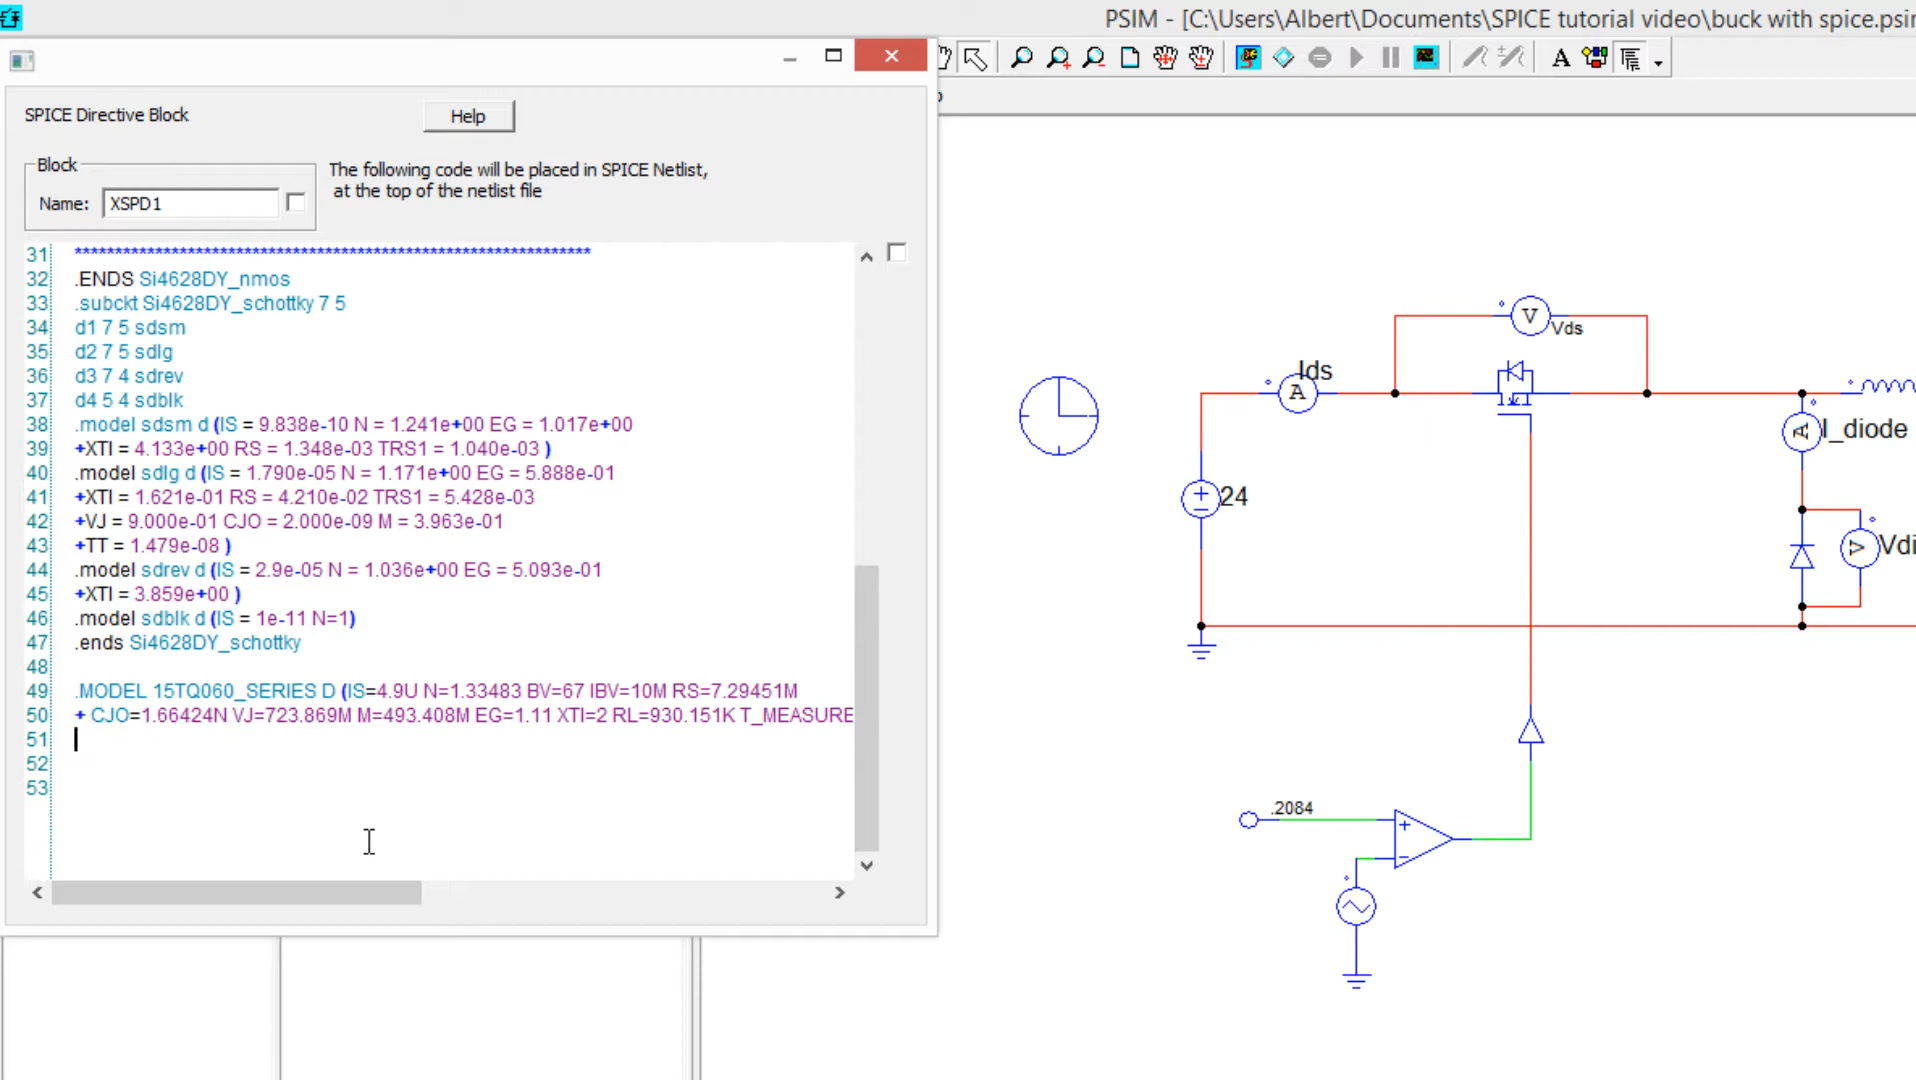 PSIM - [C:\Users\Albert\Documents\SPICE tutorial video\buck with spice.psim
SPICE Directive Block
Help
Block
Name: XSPD1
The following code will be placed in SPICE Netlist,
at the top of the netlist file
31 ****************************************************************
32 .ENDS Si4628DY_nmos
33 .subckt Si4628DY_schottky 7 5
34 d1 7 5 sdsm
35 d2 7 5 sdlg
36 d3 7 4 sdrev
37 d4 5 4 sdblk
38 .model sdsm d (IS = 9.838e-10 N = 1.241e+00 EG = 1.017e+00
39 +XTI = 4.133e+00 RS = 1.348e-03 TRS1 = 1.040e-03 )
40 .model sdlg d (IS = 1.790e-05 N = 1.171e+00 EG = 5.888e-01
41 +XTI = 1.621e-01 RS = 4.210e-02 TRS1 = 5.428e-03
42 +VJ = 9.000e-01 CJO = 2.000e-09 M = 3.963e-01
43 +TT = 1.479e-08 )
44 .model sdrev d (IS = 2.9e-05 N = 1.036e+00 EG = 5.093e-01
45 +XTI = 3.859e+00 )
46 .model sdblk d (IS = 1e-11 N=1)
47 .ends Si4628DY_schottky
48
49 .MODEL 15TQ060_SERIES D (IS=4.9U N=1.33483 BV=67 IBV=10M RS=7.29451M
50 + CJO=1.66424N VJ=723.869M M=493.408M EG=1.11 XTI=2 RL=930.151K T_MEASURE
51
52
53
V
Vds
Ids
A
A
I_diode
24
V
Vdi
.2084
A